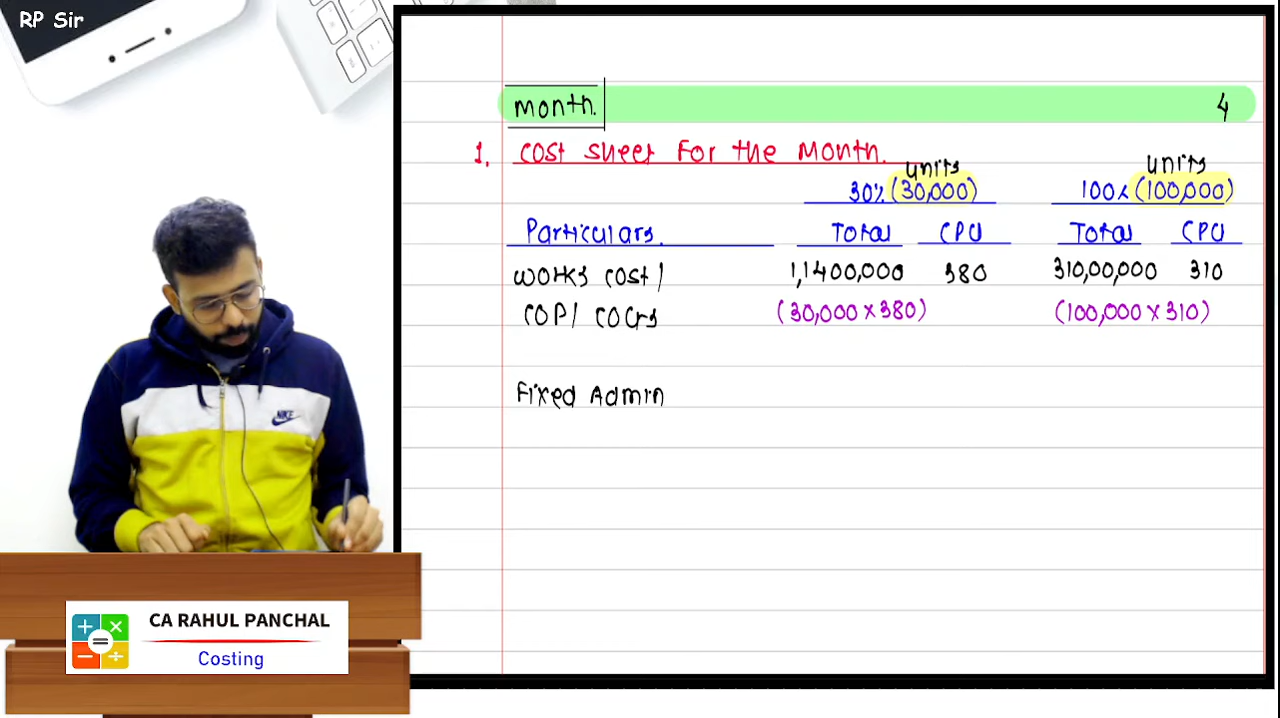 RP Sir
month.
4
1. Cost sheet For the Month.
units
units
30% (30,000)
100% (100,000)
Particulars.
Total
CPU
Total
CPU
Works cost /
1,1400,000
380
310,00,000
310
COP / COGS
(30,000 × 380)
(100,000 × 310)
Fixed Admin
NIKE
CA RAHUL PANCHAL
Costing